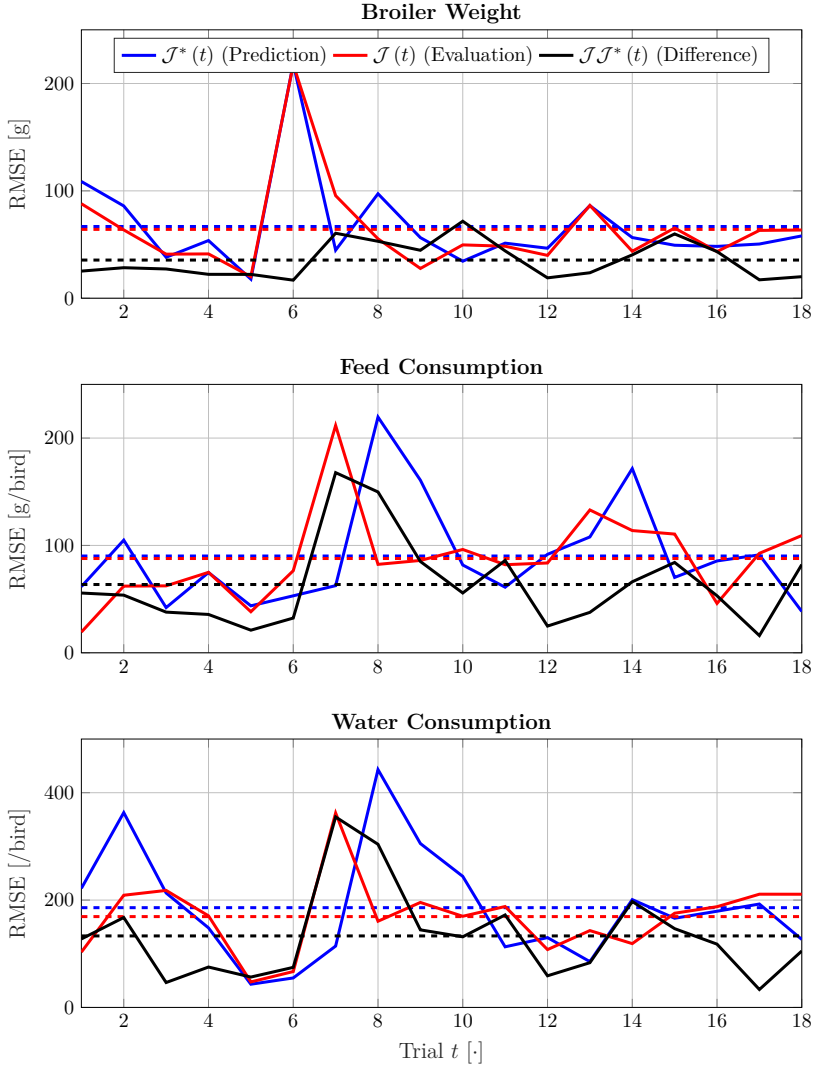 Broiler Weight
𝒥*(t) (Prediction) 𝒥(t) (Evaluation) 𝒥𝒥*(t) (Difference)
RMSE [g]
200
100
0
2 4 6 8 10 12 14 16 18
Feed Consumption
RMSE [g/bird]
200
100
0
2 4 6 8 10 12 14 16 18
Water Consumption
RMSE [/bird]
400
200
0
2 4 6 8 10 12 14 16 18
Trial t [·]